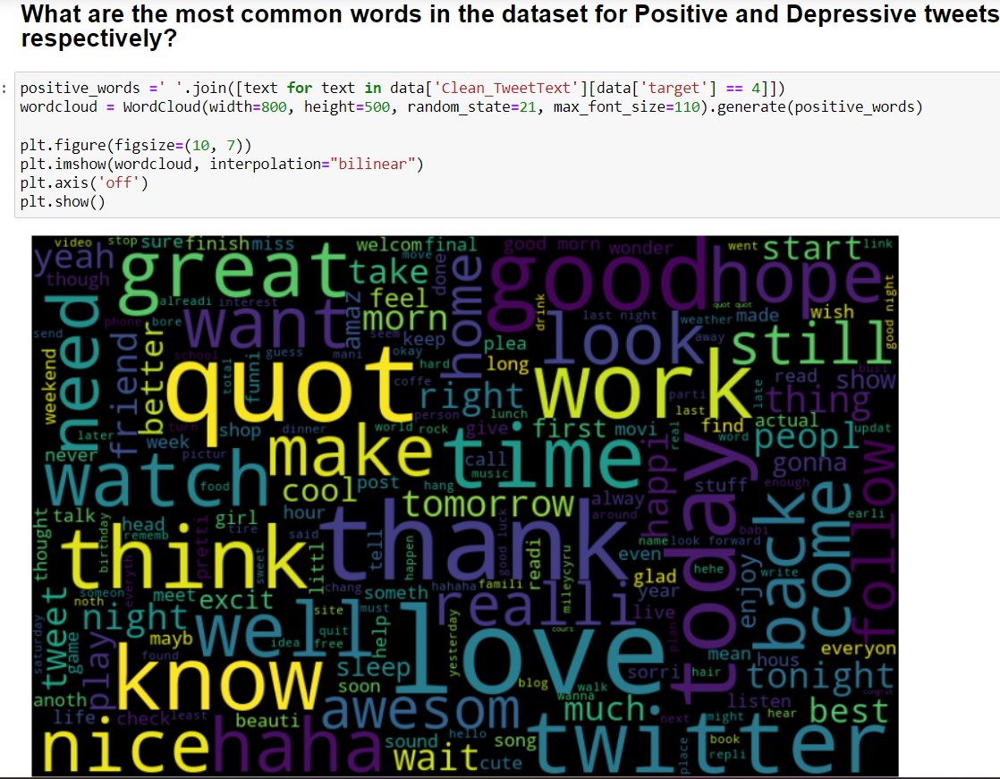 What are the most common words in the dataset for Positive and Depressive tweets
respectively?
:
positive_words =' '.join([text for text in data['Clean_TweetText'][data['target'] == 4]])
wordcloud = WordCloud(width=800, height=500, random_state=21, max_font_size=110).generate(positive_words)
plt.figure(figsize=(10, 7))
plt.imshow(wordcloud, interpolation="bilinear")
plt.axis('off')
plt.show()
video
stop
sure
finish
miss
welcom
final
good morn
wonder
went
start
link
yeah
great
take
move
done
home
good
hope
though
alreadi
interest
feel
amaz
morn
drink
last night
quot quot
weather
made
wish
good night
need
send
phone
bore
want
seem
keep
plea
look
away
still
friend
better
school
total
funni
guess
mani
okay
hard
long
weekend
quot
coffe
right
work
parti
late
read
show
busi
thing
last
turn
person
lunch
later
week
shop
dinner
world
rock
give
first
movi
real
find
word
actual
peopl
updat
never
pictur
make
time
call
music
happi
gonna
watch
food
cool
post
hang
stuff
enough
follow
tomorrow
alway
around
today
back
come
earli
thought
talk
birthday
head
rememb
pretti
girl
tire
hour
said
littl
thank
tell
happen
good luck
readi
mileycyru
babi
name
look forward
think
sweet
everyth
even
hehe
write
enjoy
glad
year
someon
noth
meet
excit
chang
someth
hahaha
famili
realli
live
tweet
night
well
site
must
quit
idea
free
help
yesterday
love
cours
plan
mean
hous
everyon
saturday
game
play
mayb
found
know
sleep
soon
blog
walk
wanna
sorri
hair
tonight
congrat
anoth
life
check
least
beauti
awesom
much
next
might
listen
hear
best
nice
haha
sound
hello
song
wait
cute
twitter
place
book
repli